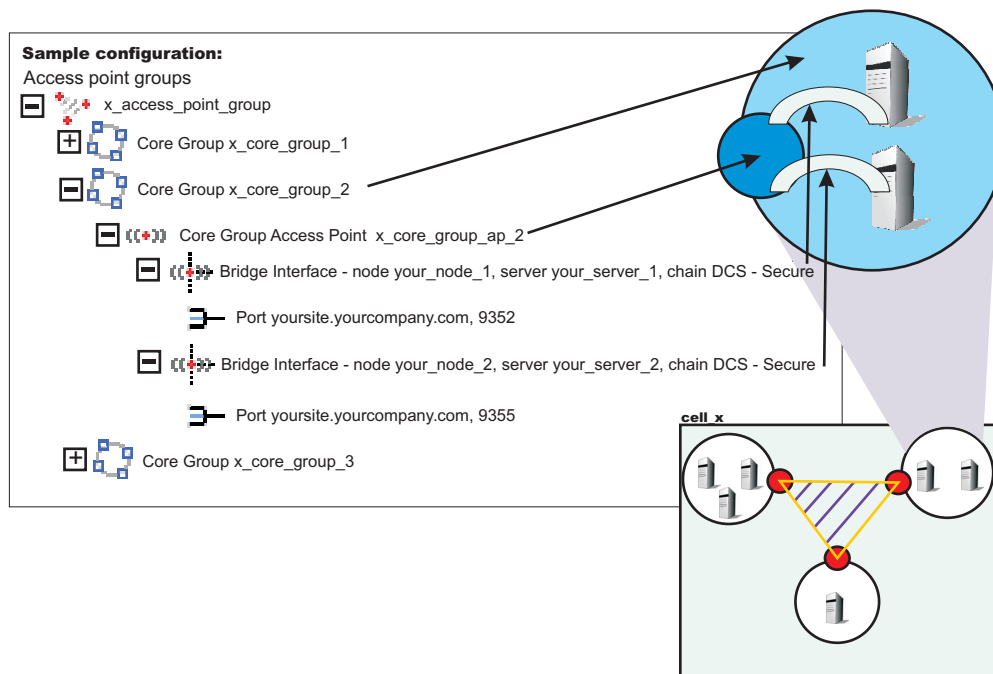 Sample configuration:
Access point groups
x_access_point_group
Core Group x_core_group_1
Core Group x_core_group_2
Core Group Access Point x_core_group_ap_2
Bridge Interface - node your_node_1, server your_server_1, chain DCS - Secure
Port yoursite.yourcompany.com, 9352
Bridge Interface - node your_node_2, server your_server_2, chain DCS - Secure
Port yoursite.yourcompany.com, 9355
Core Group x_core_group_3
cell_x